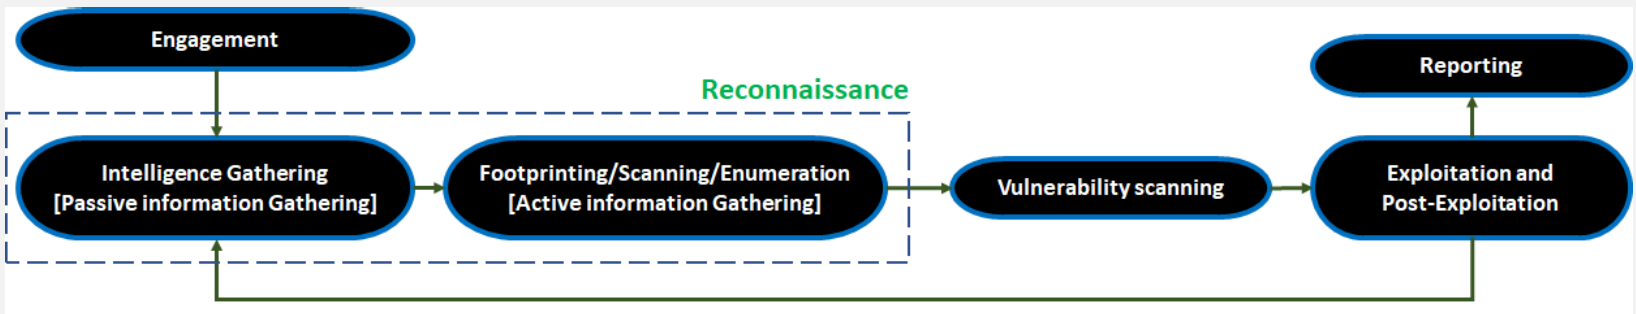 Engagement
Reporting
Reconnaissance
Intelligence Gathering
[Passive information Gathering]
Footprinting/Scanning/Enumeration
[Active information Gathering]
Vulnerability scanning
Exploitation and
Post-Exploitation